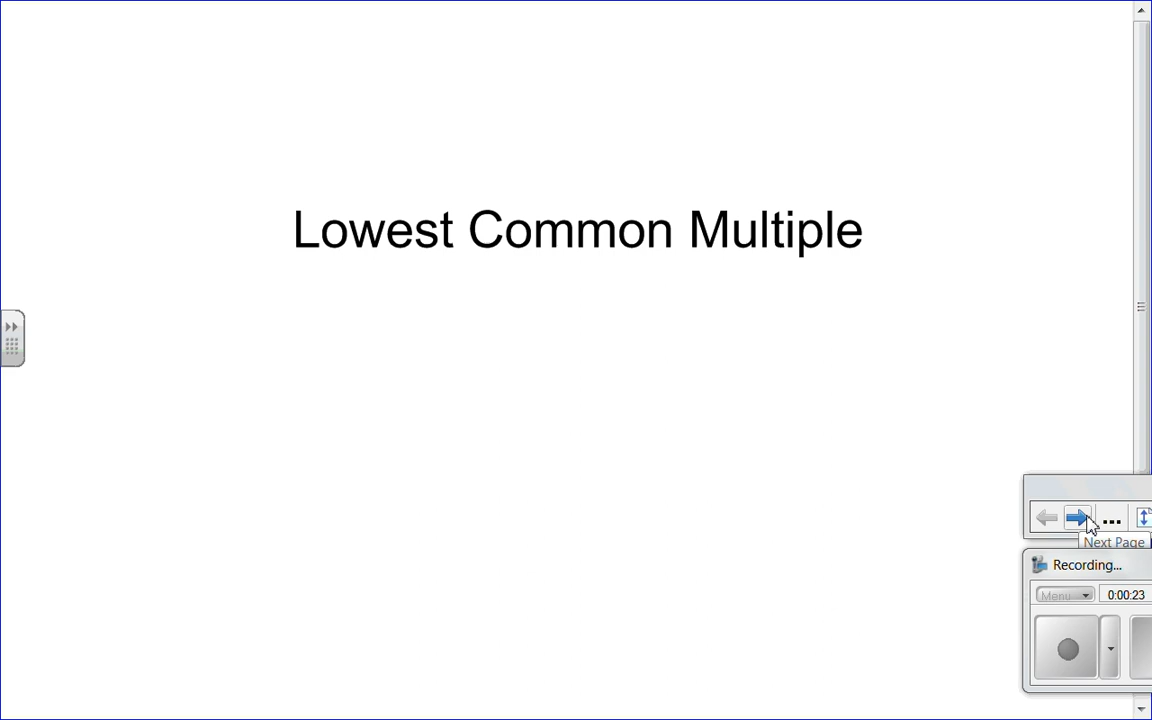 Lowest Common Multiple
...
Next Page
Recording...
Menu
0:00:23